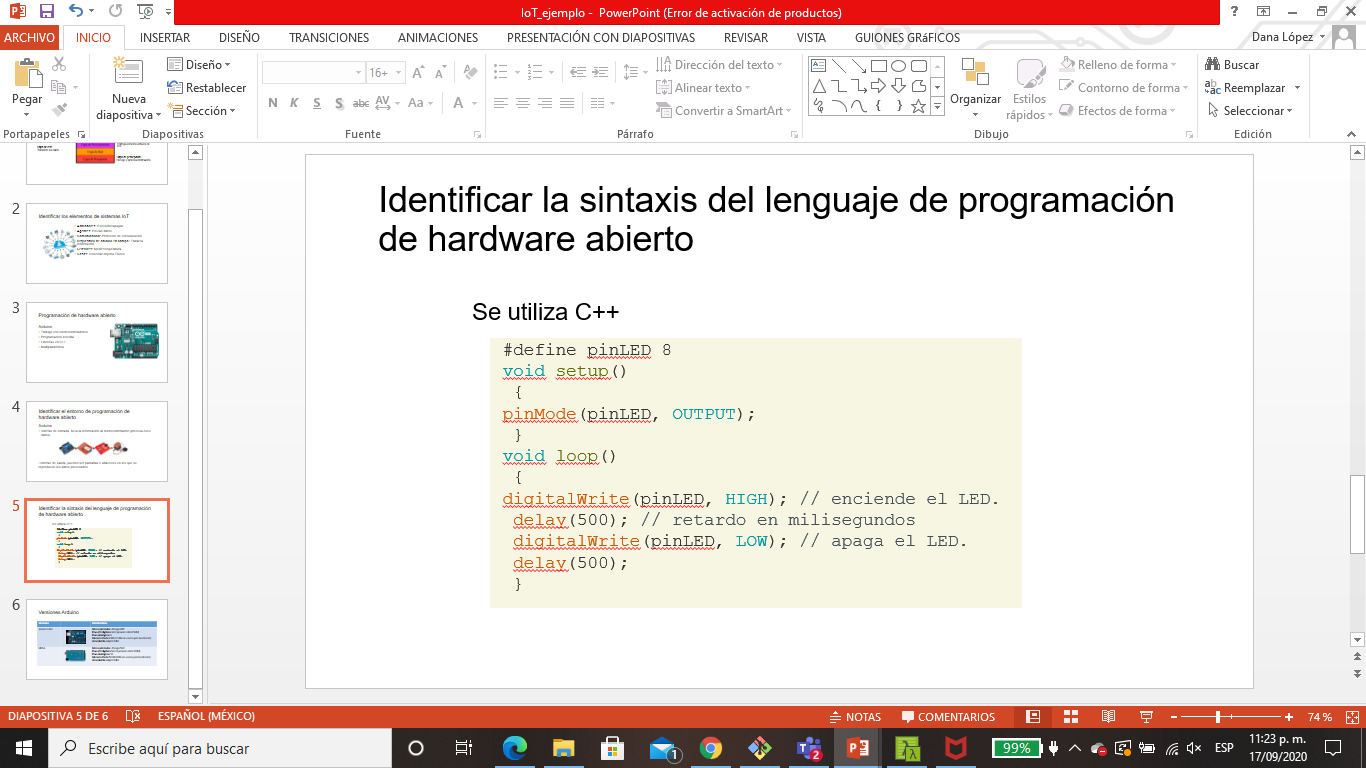 IoT_ejemplo - PowerPoint (Error de activación de productos)
ARCHIVO INICIO INSERTAR DISEÑO TRANSICIONES ANIMACIONES PRESENTACIÓN CON DIAPOSITIVAS REVISAR VISTA GUIONES GRáFICOS Dana López
Pegar
Portapapeles
Nueva diapositiva
Diseño
Restablecer
Sección
Diapositivas
16+
N K S S abc AV Aa A
Fuente
Dirección del texto
Alinear texto
Convertir a SmartArt
Párrafo
Organizar
Estilos rápidos
Relleno de forma
Contorno de forma
Efectos de forma
Dibujo
Buscar
Reemplazar
Seleccionar
Edición
2
Identificar los elementos de sistemas IoT
3
Programación de hardware abierto
Arduino
4
Identificar el entorno de programación de
hardware abierto
Arduino
5
Identificar la sintaxis del lenguaje de programación
de hardware abierto
6
Versiones Arduino
Identificar la sintaxis del lenguaje de programación
de hardware abierto
Se utiliza C++
#define pinLED 8
void setup()
{
pinMode(pinLED, OUTPUT);
}
void loop()
{
digitalWrite(pinLED, HIGH); // enciende el LED.
delay(500); // retardo en milisegundos
digitalWrite(pinLED, LOW); // apaga el LED.
delay(500);
}
DIAPOSITIVA 5 DE 6 ESPAÑOL (MÉXICO) NOTAS COMENTARIOS 74 %
Escribe aquí para buscar
1
2
99%
ESP
11:23 p. m.
17/09/2020